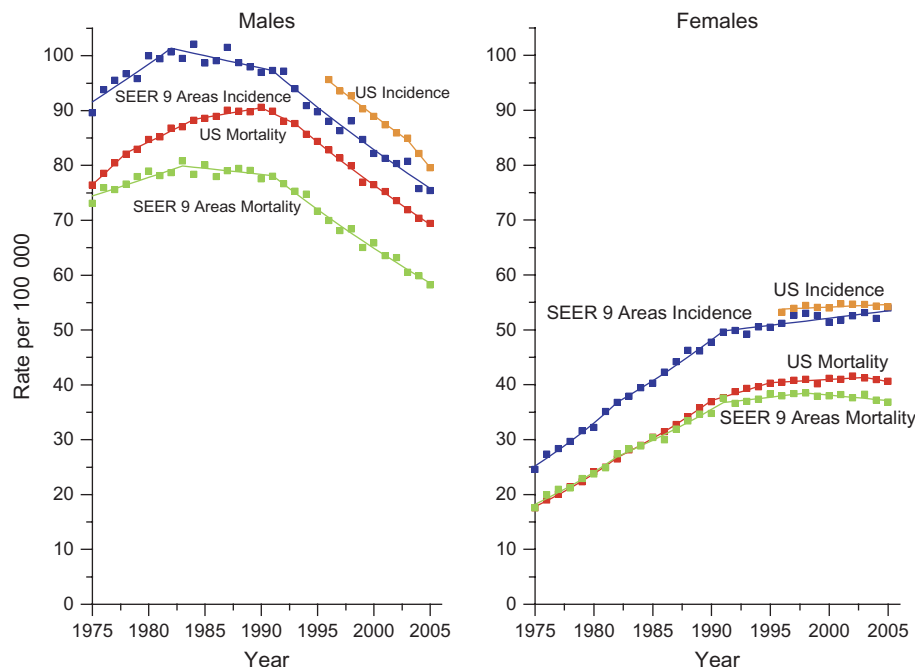 Males
Rate per 100 000
100
90
80
70
60
50
40
30
20
10
0
SEER 9 Areas Incidence
US Incidence
US Mortality
SEER 9 Areas Mortality
1975 1980 1985 1990 1995 2000 2005
Year
Females
100
90
80
70
60
50
40
30
20
10
0
US Incidence
SEER 9 Areas Incidence
US Mortality
SEER 9 Areas Mortality
1975 1980 1985 1990 1995 2000 2005
Year